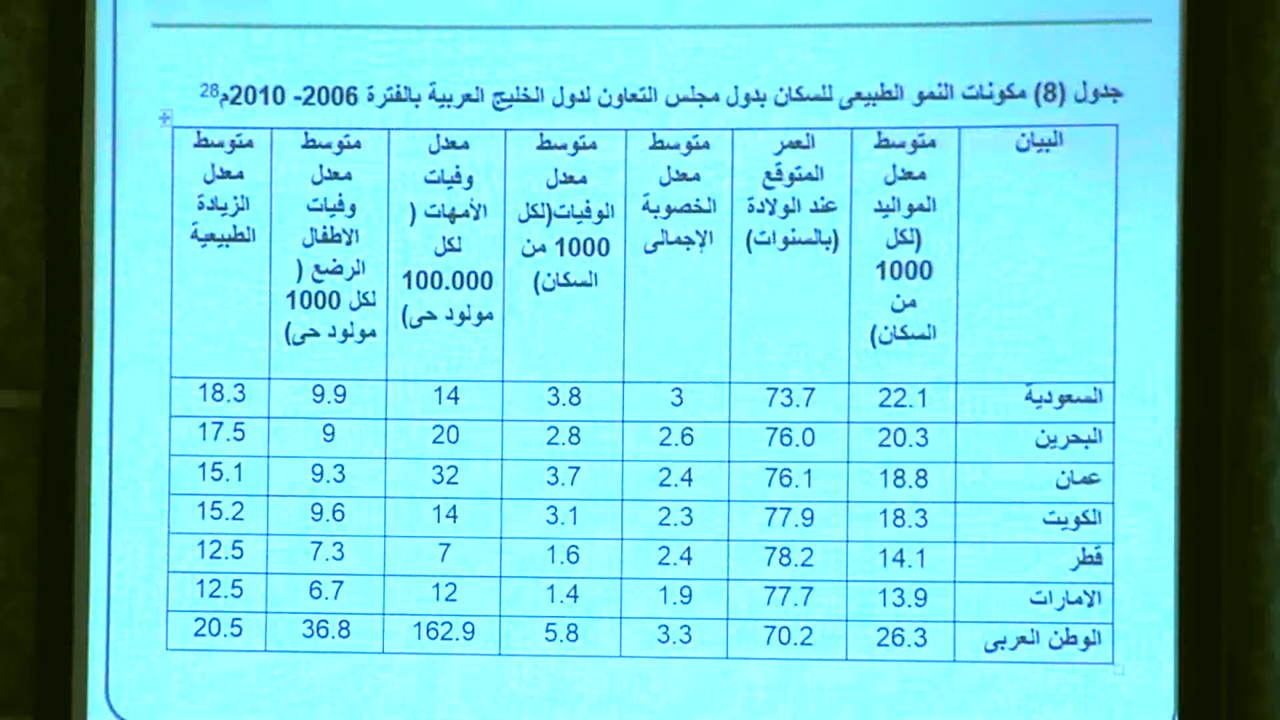 جدول (8) مكونات النمو الطبيعى للسكان بدول مجلس التعاون لدول الخليج العربية بالفترة 2006- 2010م28
البيان
متوسط
معدل
المواليد
(لكل
1000
من
السكان)
العمر
المتوقع
عند الولادة
(بالسنوات)
متوسط
معدل
الخصوبة
الإجمالى
متوسط
معدل
الوفيات(لكل
1000 من
السكان)
معدل
وفيات
الأمهات (
لكل
100.000
مولود حى)
متوسط
معدل
وفيات
الاطفال
الرضع (
لكل 1000
مولود حى)
متوسط
معدل
الزيادة
الطبيعية
السعودية 22.1 73.7 3 3.8 14 9.9 18.3
البحرين 20.3 76.0 2.6 2.8 20 9 17.5
عمان 18.8 76.1 2.4 3.7 32 9.3 15.1
الكويت 18.3 77.9 2.3 3.1 14 9.6 15.2
قطر 14.1 78.2 2.4 1.6 7 7.3 12.5
الامارات 13.9 77.7 1.9 1.4 12 6.7 12.5
الوطن العربى 26.3 70.2 3.3 5.8 162.9 36.8 20.5